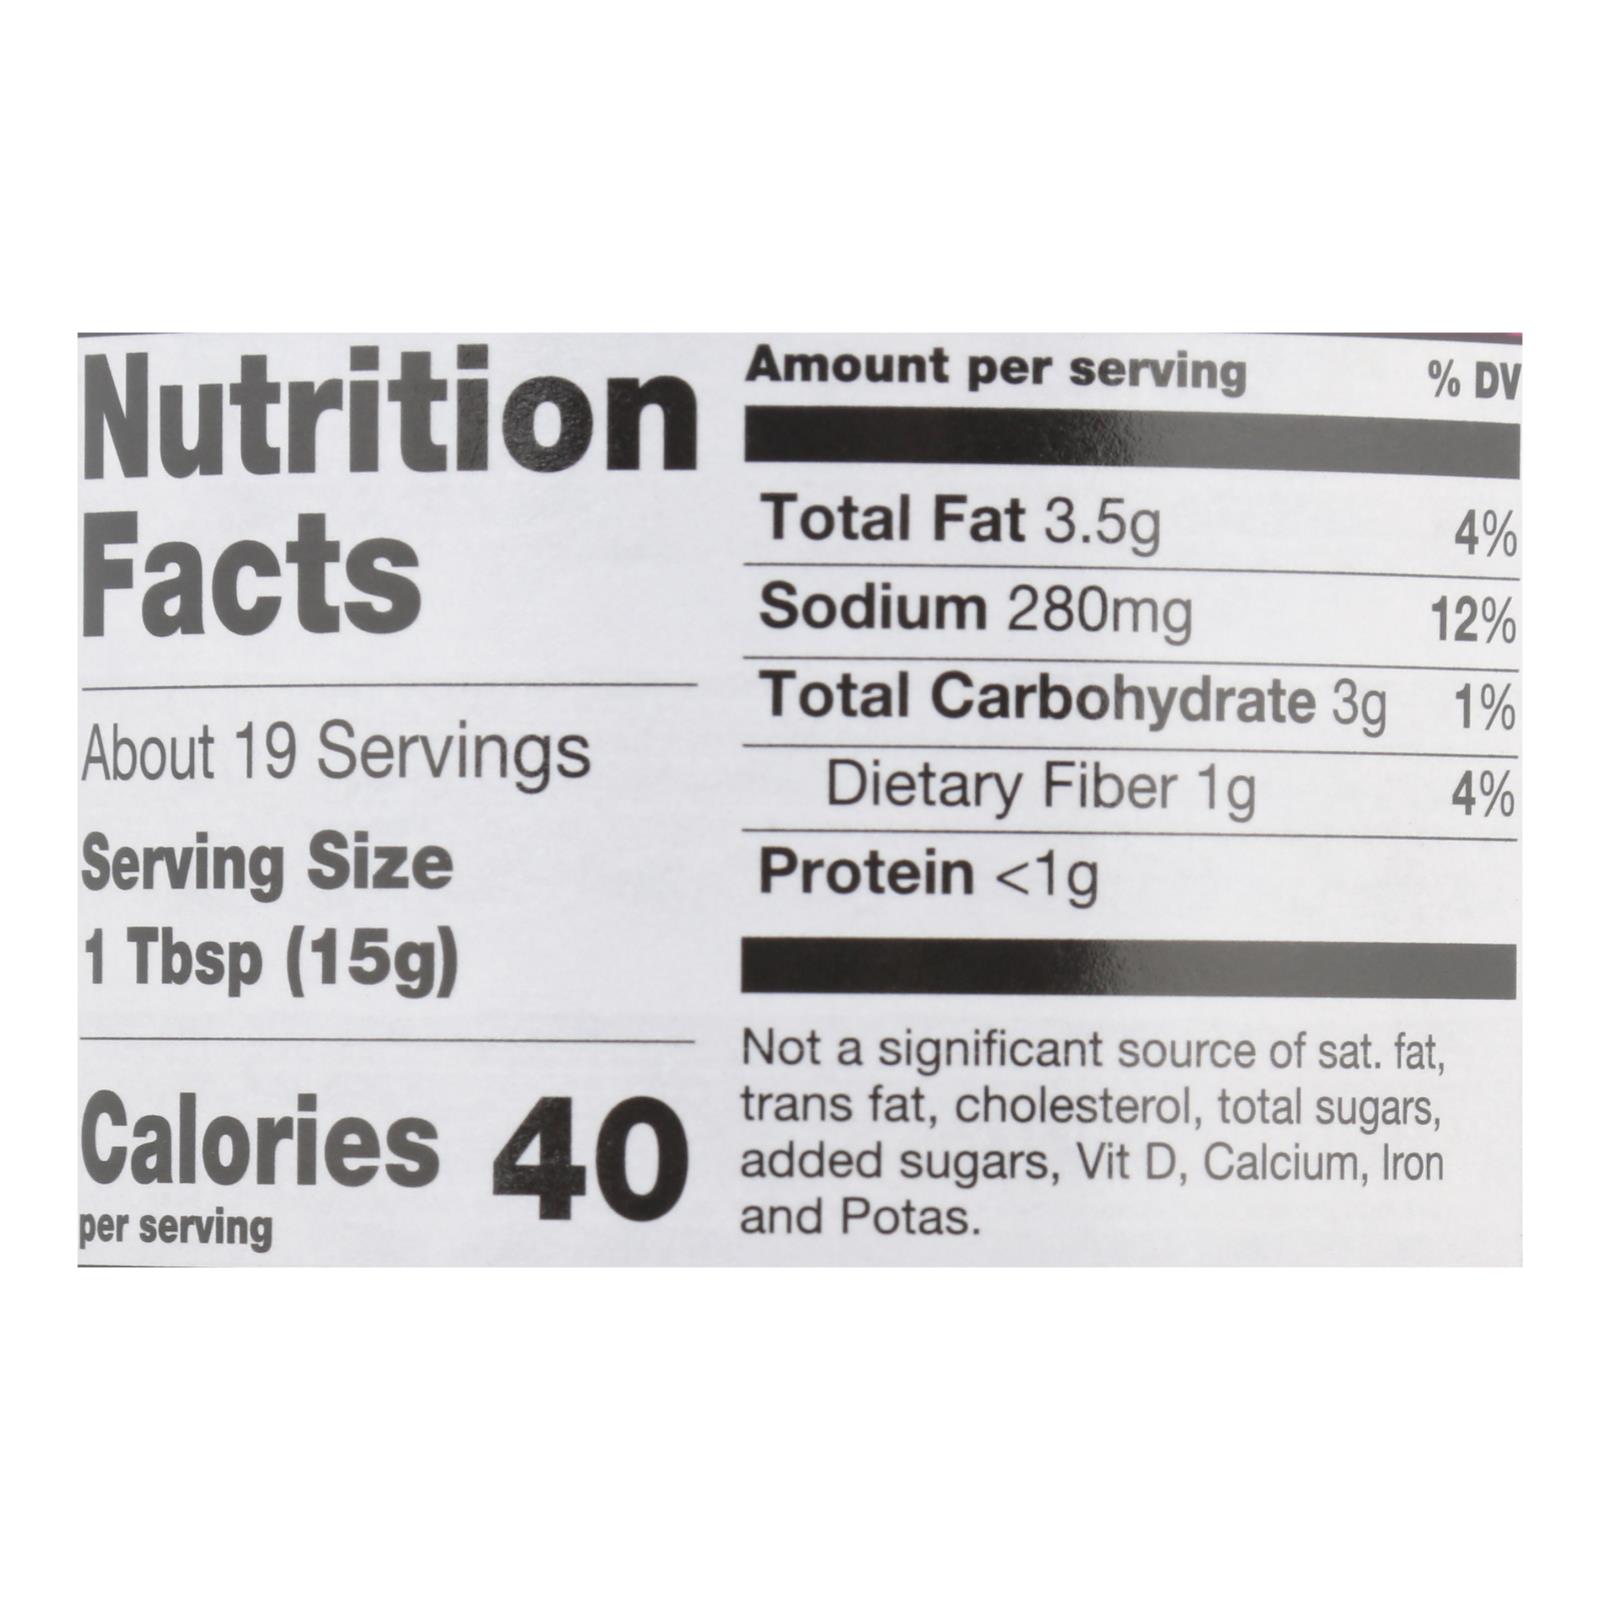 Nutrition
Facts
About 19 Servings
Serving Size
1 Tbsp (15g)
Calories 40
per serving
Amount per serving % DV
Total Fat 3.5g 4%
Sodium 280mg 12%
Total Carbohydrate 3g 1%
Dietary Fiber 1g 4%
Protein <1g
Not a significant source of sat. fat,
trans fat, cholesterol, total sugars,
added sugars, Vit D, Calcium, Iron
and Potas.